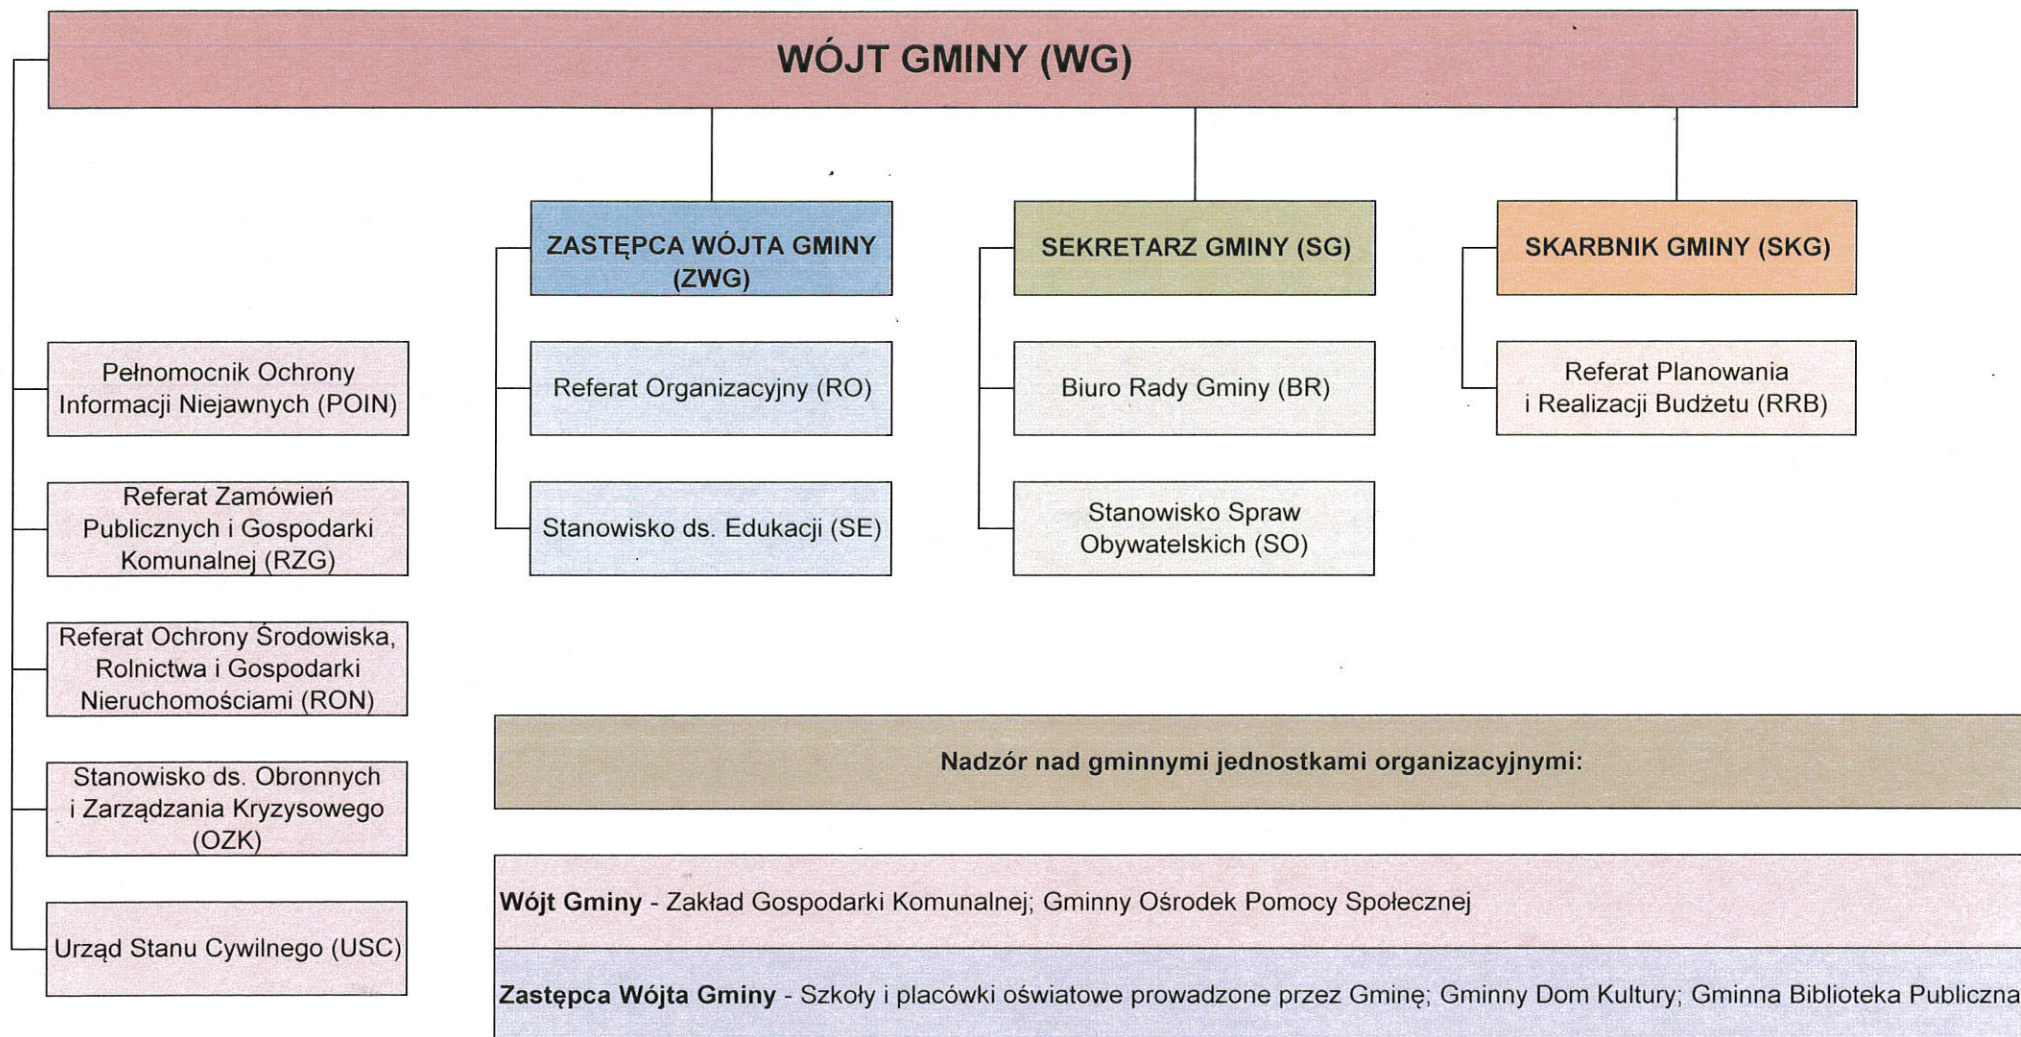 WÓJT GMINY (WG)
ZASTĘPCA WÓJTA GMINY
(ZWG)
SEKRETARZ GMINY (SG)
SKARBNIK GMINY (SKG)
Pełnomocnik Ochrony
Informacji Niejawnych (POIN)
Referat Organizacyjny (RO)
Biuro Rady Gminy (BR)
Referat Planowania
i Realizacji Budżetu (RRB)
Referat Zamówień
Publicznych i Gospodarki
Komunalnej (RZG)
Stanowisko ds. Edukacji (SE)
Stanowisko Spraw
Obywatelskich (SO)
Referat Ochrony Środowiska,
Rolnictwa i Gospodarki
Nieruchomościami (RON)
Stanowisko ds. Obronnych
i Zarządzania Kryzysowego
(OZK)
Urząd Stanu Cywilnego (USC)
Nadzór nad gminnymi jednostkami organizacyjnymi:
Wójt Gminy - Zakład Gospodarki Komunalnej; Gminny Ośrodek Pomocy Społecznej
Zastępca Wójta Gminy - Szkoły i placówki oświatowe prowadzone przez Gminę; Gminny Dom Kultury; Gminna Biblioteka Publiczna